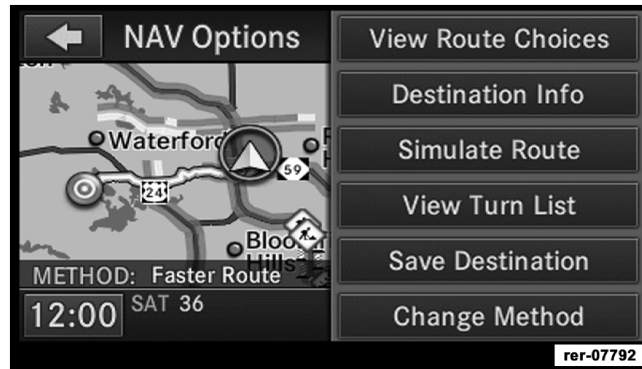 NAV Options
Waterford
59
24
Hills
METHOD: Faster Route
12:00
SAT 36
View Route Choices
Destination Info
Simulate Route
View Turn List
Save Destination
Change Method
rer-07792